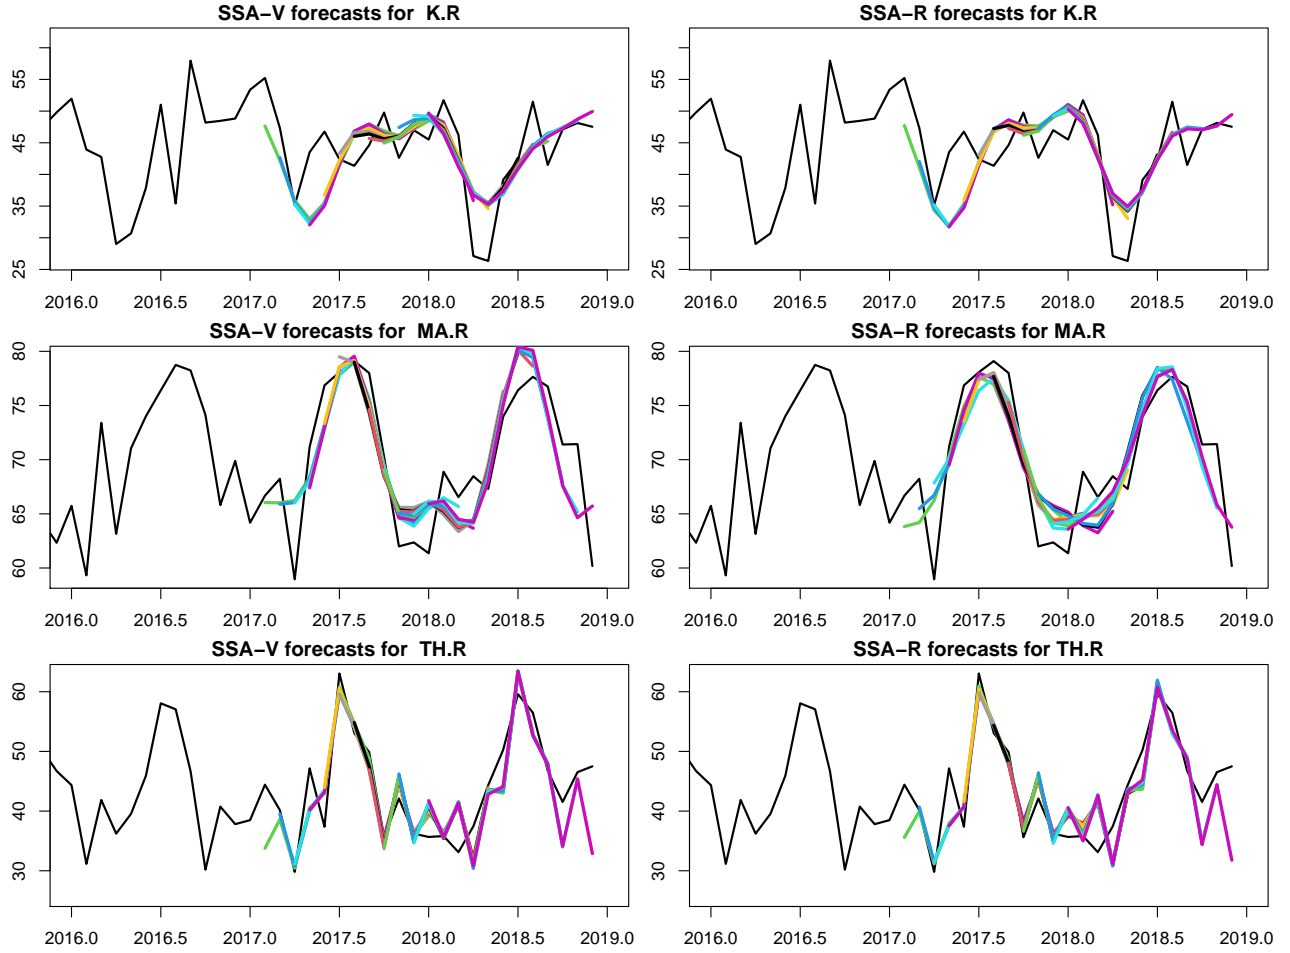 SSA−V forecasts for  K.R
SSA−R forecasts for K.R
25 35 45 55
25 35 45 55
2016.0 2016.5 2017.0 2017.5 2018.0 2018.5 2019.0
2016.0 2016.5 2017.0 2017.5 2018.0 2018.5 2019.0
SSA−V forecasts for  MA.R
SSA−R forecasts for MA.R
60 65 70 75 80
60 65 70 75 80
2016.0 2016.5 2017.0 2017.5 2018.0 2018.5 2019.0
2016.0 2016.5 2017.0 2017.5 2018.0 2018.5 2019.0
SSA−V forecasts for  TH.R
SSA−R forecasts for TH.R
30 40 50 60
30 40 50 60
2016.0 2016.5 2017.0 2017.5 2018.0 2018.5 2019.0
2016.0 2016.5 2017.0 2017.5 2018.0 2018.5 2019.0